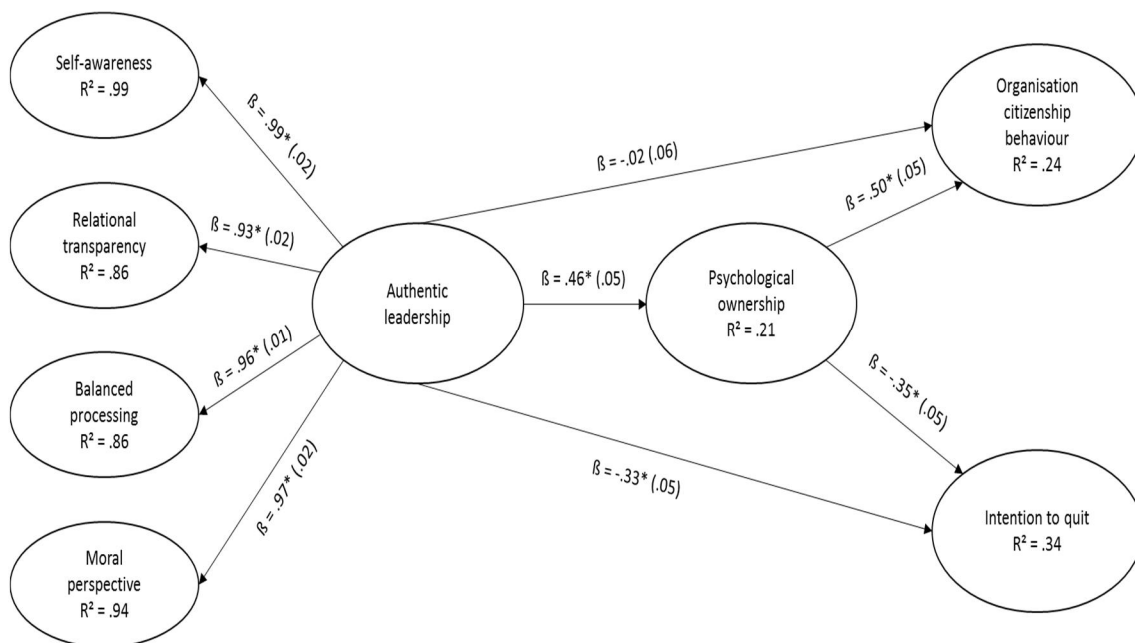 Self-awareness
R² = .99
Relational
transparency
R² = .86
Balanced
processing
R² = .86
Moral
perspective
R² = .94
ß = .99* (.02)
ß = .93* (.02)
ß = .96* (.01)
ß = .97* (.02)
Authentic
leadership
ß = -.02 (.06)
ß = .46* (.05)
ß = -.33* (.05)
Psychological
ownership
R² = .21
ß = .50* (.05)
ß = -.35* (.05)
Organisation
citizenship
behaviour
R² = .24
Intention to quit
R² = .34